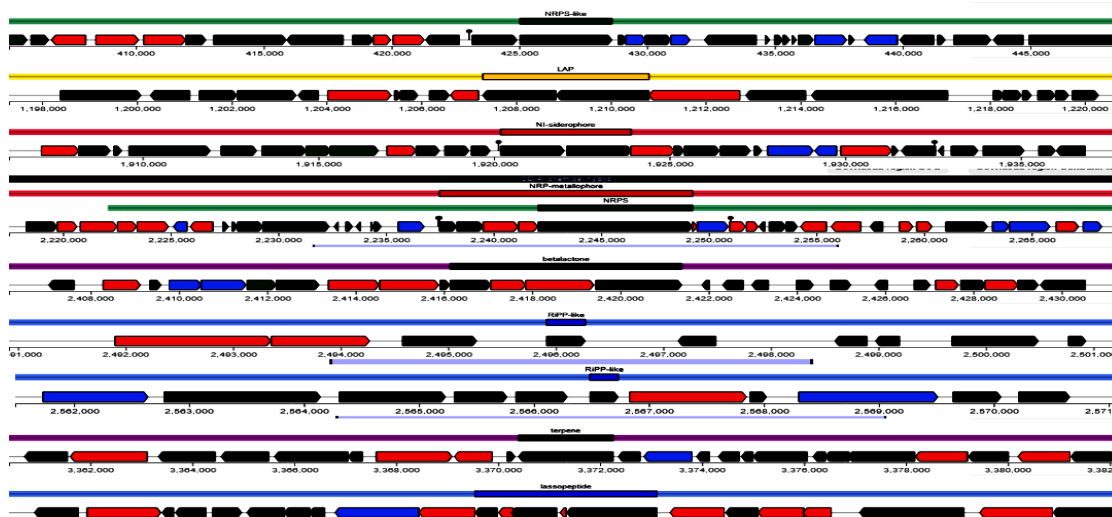 NRPS-like
410,000 415,000 420,000 425,000 430,000 435,000 440,000 445,000
LAP
1,198,000 1,200,000 1,202,000 1,204,000 1,206,000 1,208,000 1,210,000 1,212,000 1,214,000 1,216,000 1,218,000 1,220,000
NI-siderophore
1,910,000 1,915,000 1,920,000 1,925,000 1,930,000 1,935,000
NRP-metallophore
NRPS
2,220,000 2,225,000 2,230,000 2,235,000 2,240,000 2,245,000 2,250,000 2,255,000 2,260,000 2,265,000
betalactone
2,408,000 2,410,000 2,412,000 2,414,000 2,416,000 2,418,000 2,420,000 2,422,000 2,424,000 2,426,000 2,428,000 2,430,000
RiPP-like
91,000 2,492,000 2,493,000 2,494,000 2,495,000 2,496,000 2,497,000 2,498,000 2,499,000 2,500,000 2,501,
RiPP-like
2,562,000 2,563,000 2,564,000 2,565,000 2,566,000 2,567,000 2,568,000 2,569,000 2,570,000 2,571
terpene
3,362,000 3,364,000 3,366,000 3,368,000 3,370,000 3,372,000 3,374,000 3,376,000 3,378,000 3,380,000 3,382
lassopeptide